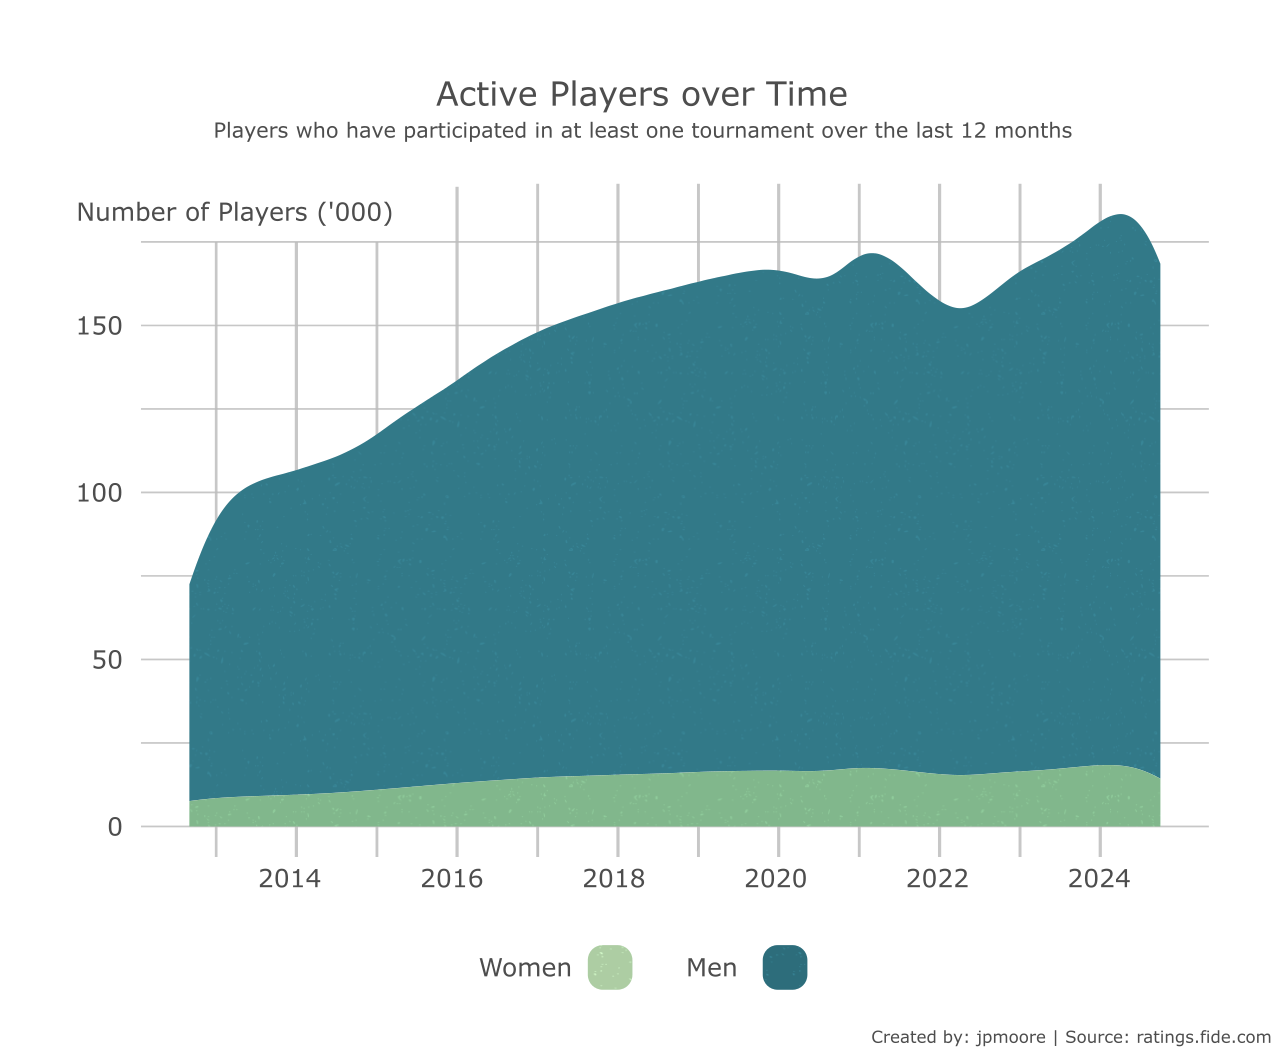 Active Players over Time
Players who have participated in at least one tournament over the last 12 months
Number of Players ('000)
150
100
50
0
2014 2016 2018 2020 2022 2024
Women Men
Created by: jpmoore | Source: ratings.fide.com